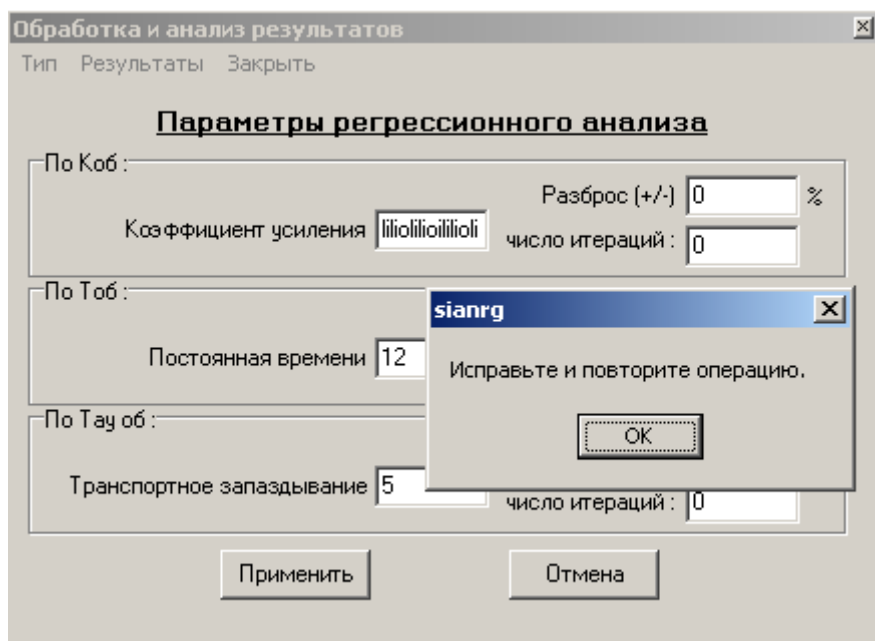 Обработка и анализ результатов
Тип Результаты Закрыть
Параметры регрессионного анализа
По Коб :
Разброс (+/-) 0 %
Коэффициент усиления lilioliliоililioli
число итераций : 0
По Тоб :
sianrg
Постоянная времени 12
Исправьте и повторите операцию.
OK
По Тау об :
Транспортное запаздывание 5
число итераций : 0
Применить Отмена